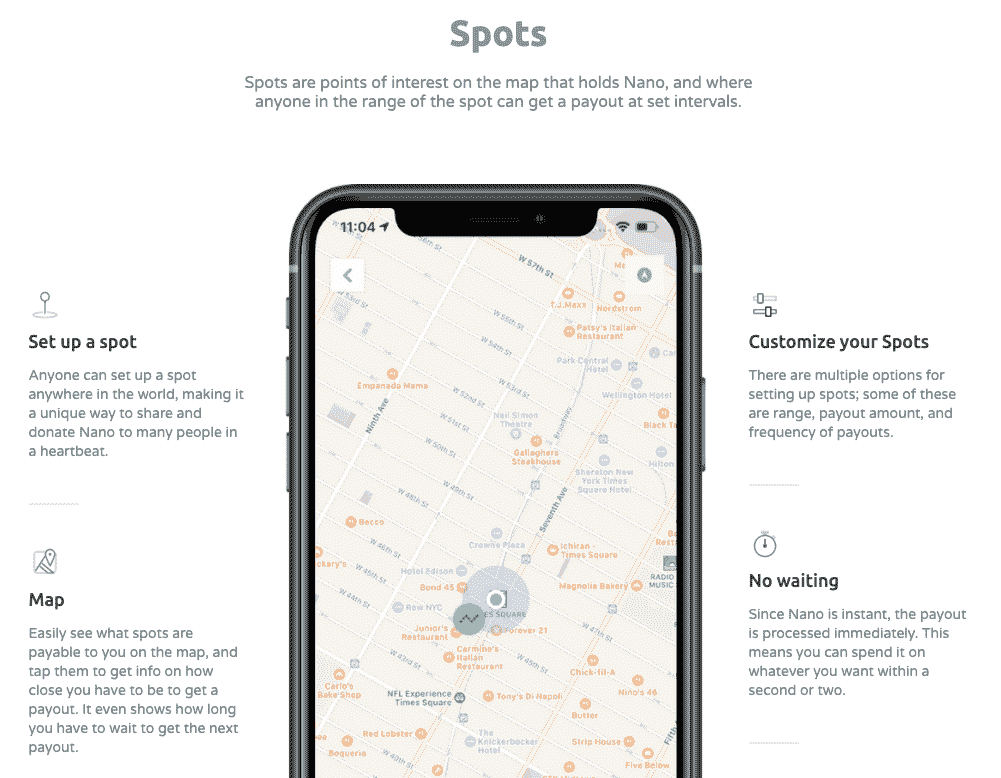 Spots
Spots are points of interest on the map that holds Nano, and where
anyone in the range of the spot can get a payout at set intervals.
Set up a spot
Anyone can set up a spot
anywhere in the world, making it
a unique way to share and
donate Nano to many people in
a heartbeat.
Map
Easily see what spots are
payable to you on the map, and
tap them to get info on how
close you have to be to get a
payout. It even shows how long
you have to wait to get the next
payout.
11:04
W 57th St
T.J.Maxx
Nordstrom
W 55th St
Patsy's Italian
Restaurant
W 54th St
Park Central
Hotel
Empanada Mama
W 53rd St
W 52nd St
Wellington Hotel
Ninth Ave
Neil Simon
Theatre
Broadway
W 51st St
W 50th St
Gallaghers
Steakhouse
Hilton
Sheraton New
York Times
Square Hotel
W 49th St
W 48th St
Seventh Ave
Becco
Crowne Plaza
W 46th St
Ichiran -
Times Square
Hotel Edison
W 45th St
Bond 45
Magnolia Bakery
RADIO
MUSIC
W 44th St
Row NYC
ES SQUARE
Junior's
Restaurant
Forever 21
W 47th St
Carmine's
Italian
Restaurant
W 46th St
W 42nd St
W 45th St
Chick-fil-A
Carlo's
Bake Shop
NFL Experience
Times Square
Tony's Di Napoli
Nino's 46
Butter
Red Lobster
The
Knickerbocker
Hotel
Strip House
Boqueria
Five Below
Customize your Spots
There are multiple options for
setting up spots; some of these
are range, payout amount, and
frequency of payouts.
No waiting
Since Nano is instant, the payout
is processed immediately. This
means you can spend it on
whatever you want within a
second or two.